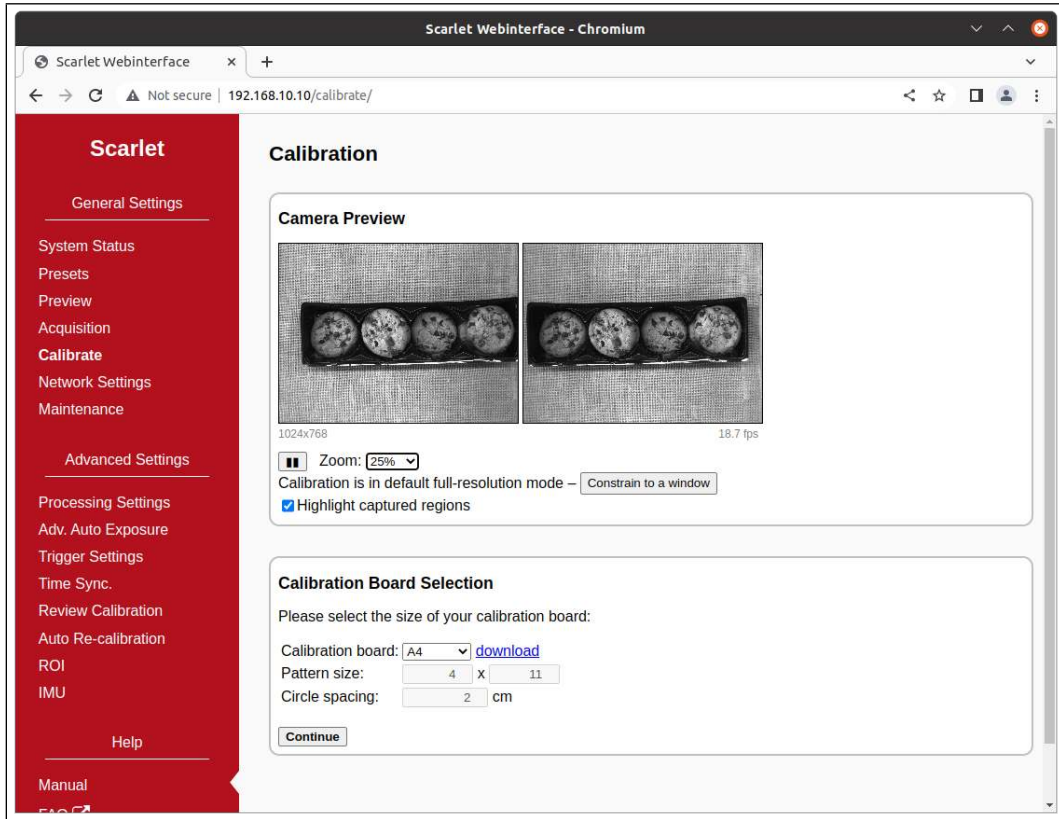 Scarlet Webinterface - Chromium
Scarlet Webinterface
Not secure | 192.168.10.10/calibrate/
Scarlet
General Settings
System Status
Presets
Preview
Acquisition
Calibrate
Network Settings
Maintenance
Advanced Settings
Processing Settings
Adv. Auto Exposure
Trigger Settings
Time Sync.
Review Calibration
Auto Re-calibration
ROI
IMU
Help
Manual
FAQ
Calibration
Camera Preview
1024x768 18.7 fps
Zoom: 25%
Calibration is in default full-resolution mode – Constrain to a window
Highlight captured regions
Calibration Board Selection
Please select the size of your calibration board:
Calibration board: A4 download
Pattern size: 4 x 11
Circle spacing: 2 cm
Continue